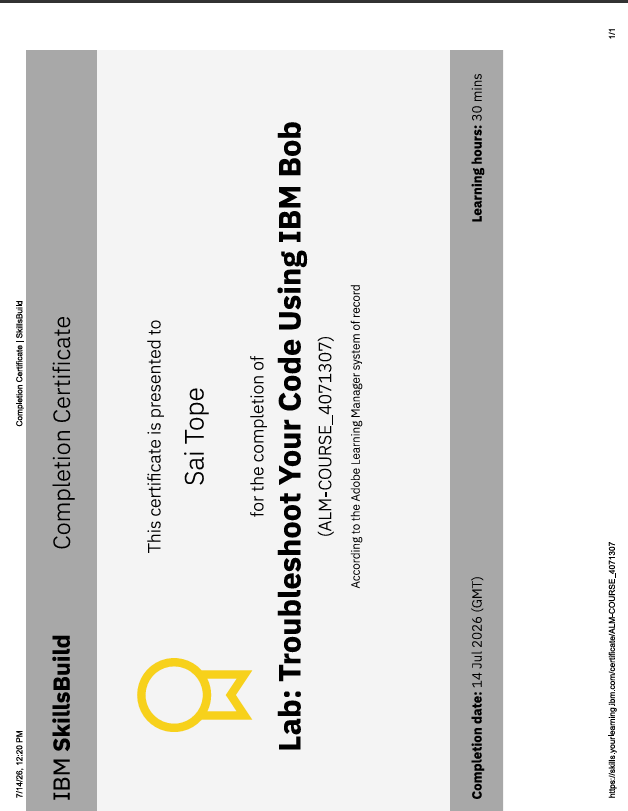 7/14/26, 12:20 PM
Completion Certificate | SkillsBuild
IBM SkillsBuild
Completion Certificate
This certificate is presented to
Sai Tope
for the completion of
Lab: Troubleshoot Your Code Using IBM Bob
(ALM-COURSE_4071307)
According to the Adobe Learning Manager system of record
Completion date: 14 Jul 2026 (GMT)
Learning hours: 30 mins
https://skills.yourlearning.ibm.com/certificate/ALM-COURSE_4071307
1/1